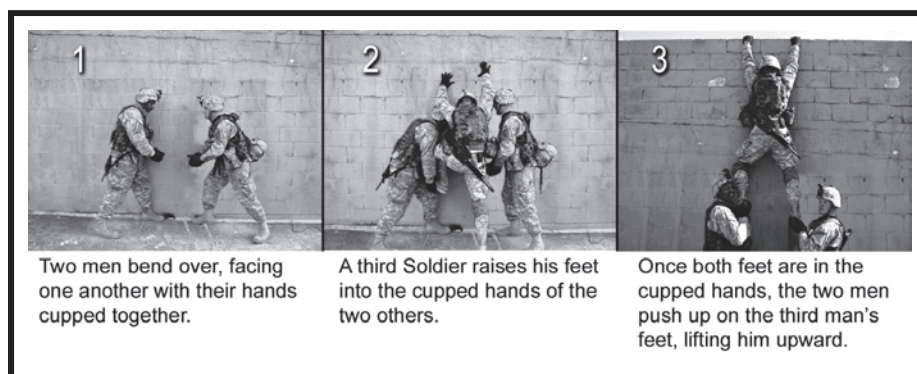 1
2
3
Two men bend over, facing
one another with their hands
cupped together.
A third Soldier raises his feet
into the cupped hands of the
two others.
Once both feet are in the
cupped hands, the two men
push up on the third man's
feet, lifting him upward.